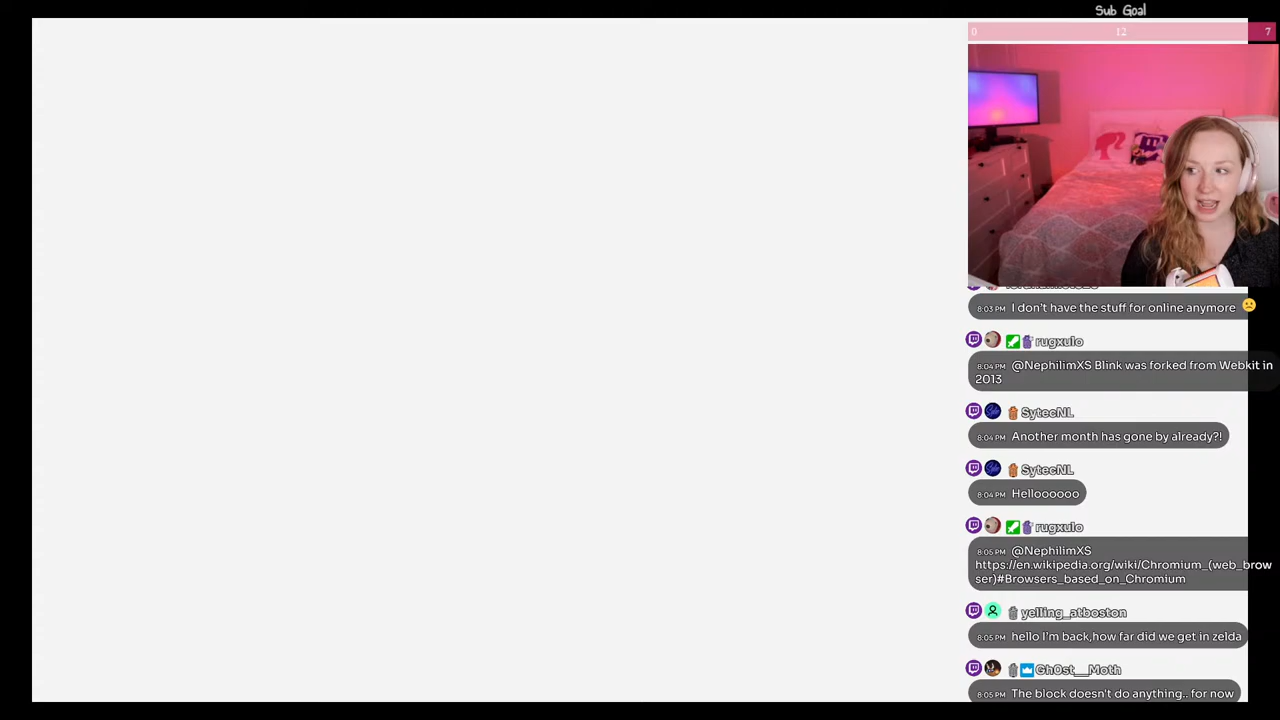 Sub Goal
0 12 7
8:03 PM I don't have the stuff for online anymore
rugxulo
8:04 PM @NephilimXS Blink was forked from Webkit in
2013
SytecNL
8:04 PM Another month has gone by already?!
SytecNL
8:04 PM Helloooooo
rugxulo
8:05 PM @NephilimXS
https://en.wikipedia.org/wiki/Chromium_(web_brow
ser)#Browsers_based_on_Chromium
yelling_atboston
8:05 PM hello I'm back,how far did we get in zelda
Gh0st__Moth
8:05 PM The block doesn't do anything.. for now